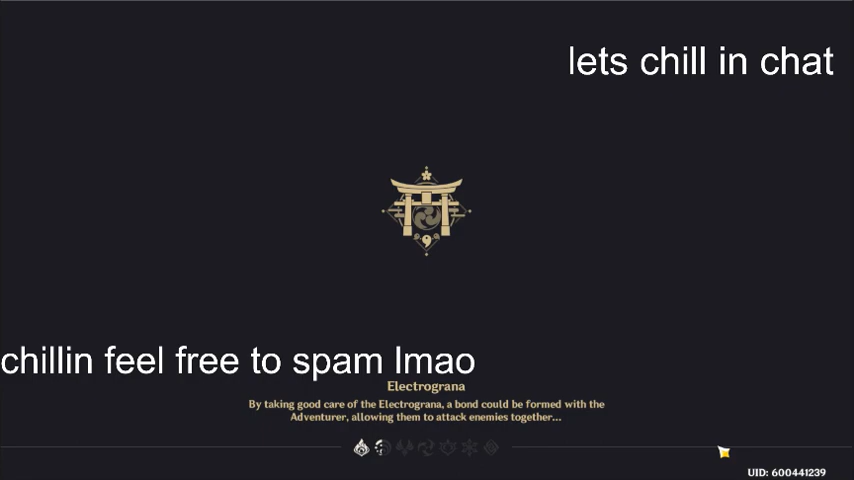 lets chill in chat
chillin feel free to spam lmao
Electrograna
By taking good care of the Electrograna, a bond could be formed with the
Adventurer, allowing them to attack enemies together...
UID: 600441239